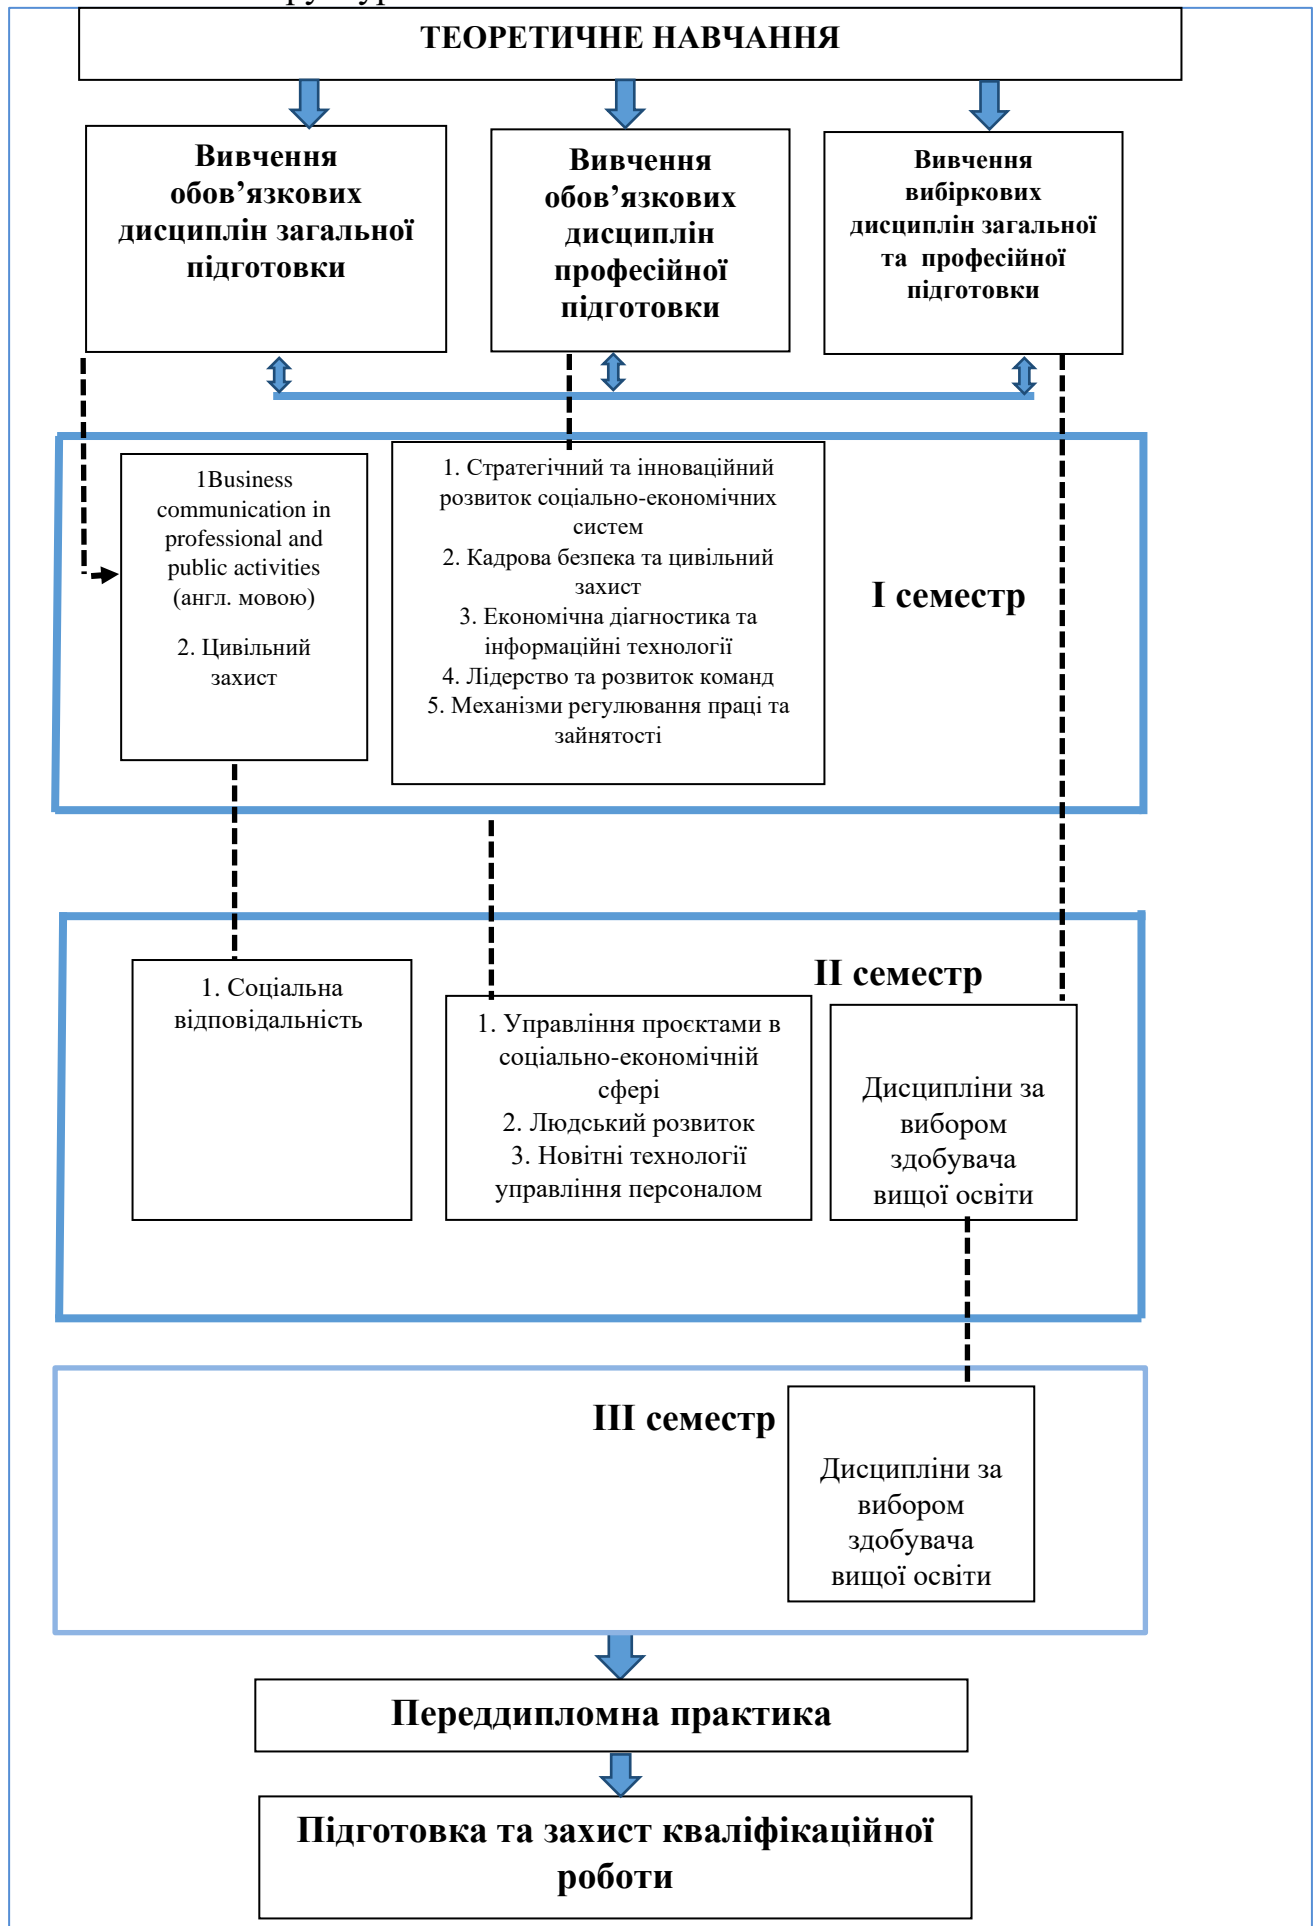 ТЕОРЕТИЧНЕ НАВЧАННЯ
Вивчення
обов’язкових
дисциплін загальної
підготовки
Вивчення
обов’язкових
дисциплін
професійної
підготовки
Вивчення
вибіркових
дисциплін загальної
та професійної
підготовки
1Business
communication in
professional and
public activities
(англ. мовою)
2. Цивільний
захист
1. Стратегічний та інноваційний
розвиток соціально-економічних
систем
2. Кадрова безпека та цивільний
захист
3. Економічна діагностика та
інформаційні технології
4. Лідерство та розвиток команд
5. Механізми регулювання праці та
зайнятості
І семестр
ІІ семестр
1. Соціальна
відповідальність
1. Управління проєктами в
соціально-економічній
сфері
2. Людський розвиток
3. Новітні технології
управління персоналом
Дисципліни за
вибором
здобувача
вищої освіти
ІІІ семестр
Дисципліни за
вибором
здобувача
вищої освіти
Переддипломна практика
Підготовка та захист кваліфікаційної
роботи